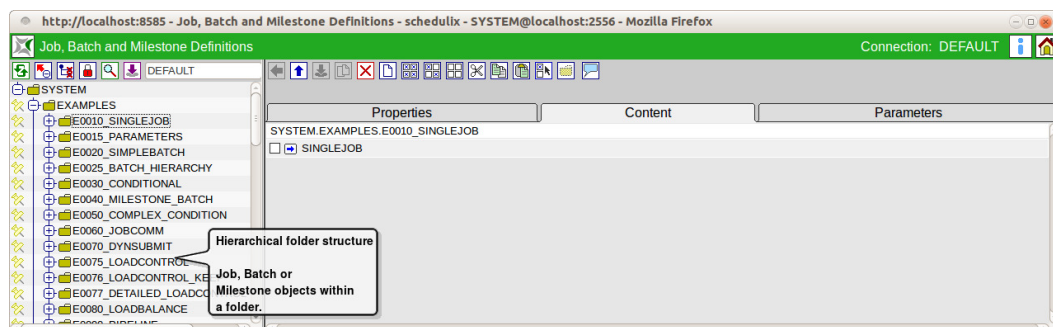 http://localhost:8585 - Job, Batch and Milestone Definitions - schedulix - SYSTEM@localhost:2556 - Mozilla Firefox
Job, Batch and Milestone Definitions
Connection: DEFAULT
DEFAULT
SYSTEM
EXAMPLES
E0010_SINGLEJOB
E0015_PARAMETERS
E0020_SIMPLEBATCH
E0025_BATCH_HIERARCHY
E0030_CONDITIONAL
E0040_MILESTONE_BATCH
E0050_COMPLEX_CONDITION
E0060_JOBCOMM
E0070_DYNSUBMIT
E0075_LOADCONTROL
E0076_LOADCONTROL_KE
E0077_DETAILED_LOADC
E0080_LOADBALANCE
Hierarchical folder structure
Job, Batch or
Milestone objects within
a folder.
Properties
Content
Parameters
SYSTEM.EXAMPLES.E0010_SINGLEJOB
SINGLEJOB